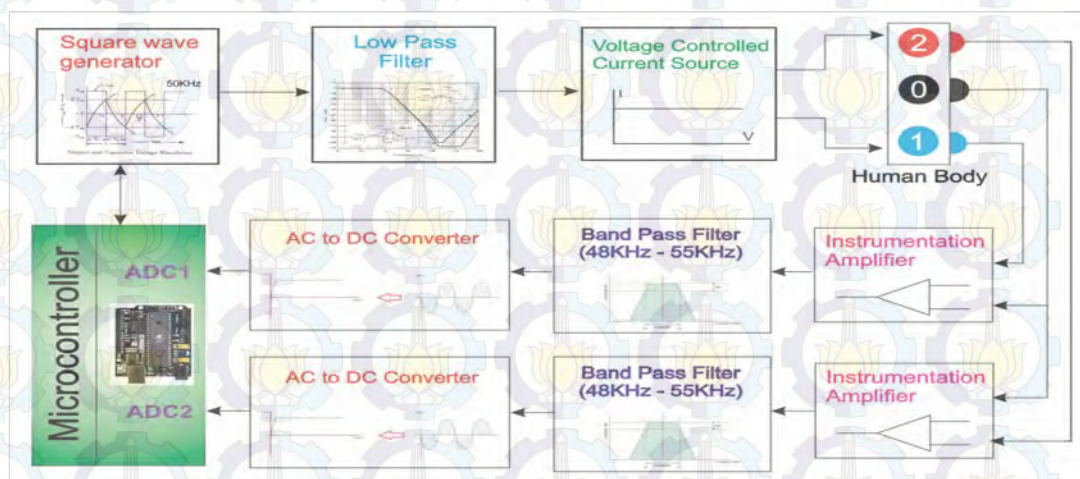 Square wave
generator
50KHz
Low Pass
Filter
Voltage Controlled
Current Source
I
V
2
0
1
Human Body
Microcontroller
ADC1
ADC2
AC to DC Converter
Band Pass Filter
(48KHz - 55KHz)
Instrumentation
Amplifier
AC to DC Converter
Band Pass Filter
(48KHz - 55KHz)
Instrumentation
Amplifier